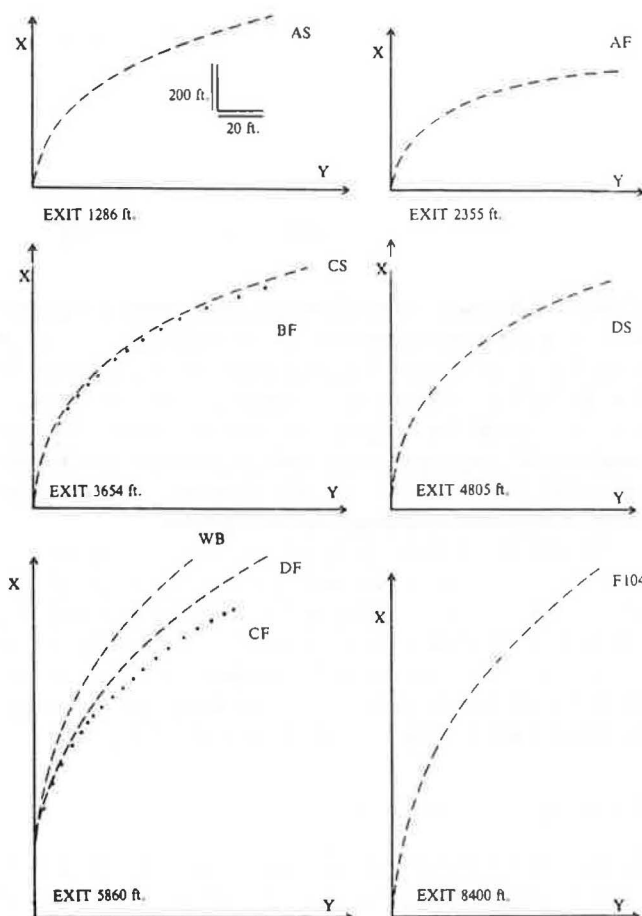 AS
X
AF
X
200 ft.
20 ft.
Y
Y
EXIT 1286 ft.
EXIT 2355 ft.
X
CS
X
BF
DS
Y
Y
EXIT 3654 ft.
EXIT 4805 ft.
WB
DF
X
F104
X
CF
EXIT 5860 ft.
Y
EXIT 8400 ft.
Y